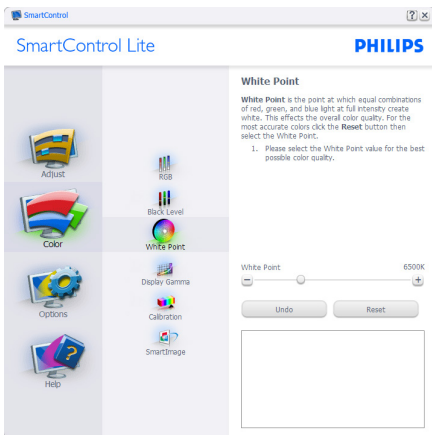 SmartControl
SmartControl Lite
PHILIPS
Adjust
Color
Options
Help
RGB
Black Level
White Point
Display Gamma
Calibration
SmartImage
White Point
White Point is the point at which equal combinations
of red, green, and blue light at full intensity create
white. This effects the overall color quality. For the
most accurate colors click the Reset button then
select the White Point.
1. Please select the White Point value for the best
possible color quality.
White Point 6500K
Undo Reset